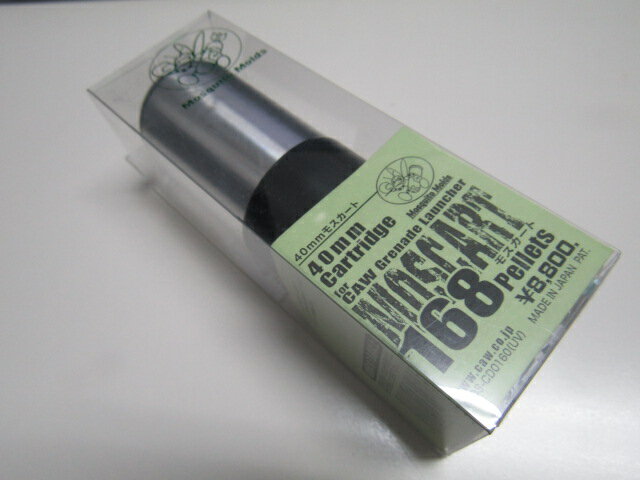 Mosquito Molds
40mmモスカート
40mm
Cartridge
for
CAW Grenade Launcher
Mosquito Molds
MOSCART
モスカート
168 Pellets
¥8,800.
MADE IN JAPAN PAT.
www.caw.co.jp